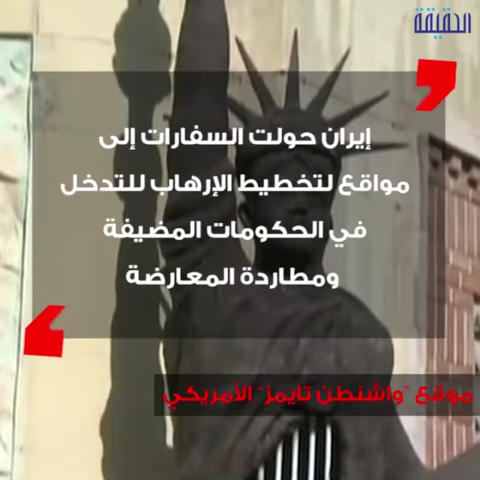 الحقيقة
إيران حولت السفارات إلى
مواقع لتخطيط الإرهاب للتدخل
في الحكومات المضيفة
ومطاردة المعارضة
موقع "واشنطن تايمز" الأمريكي